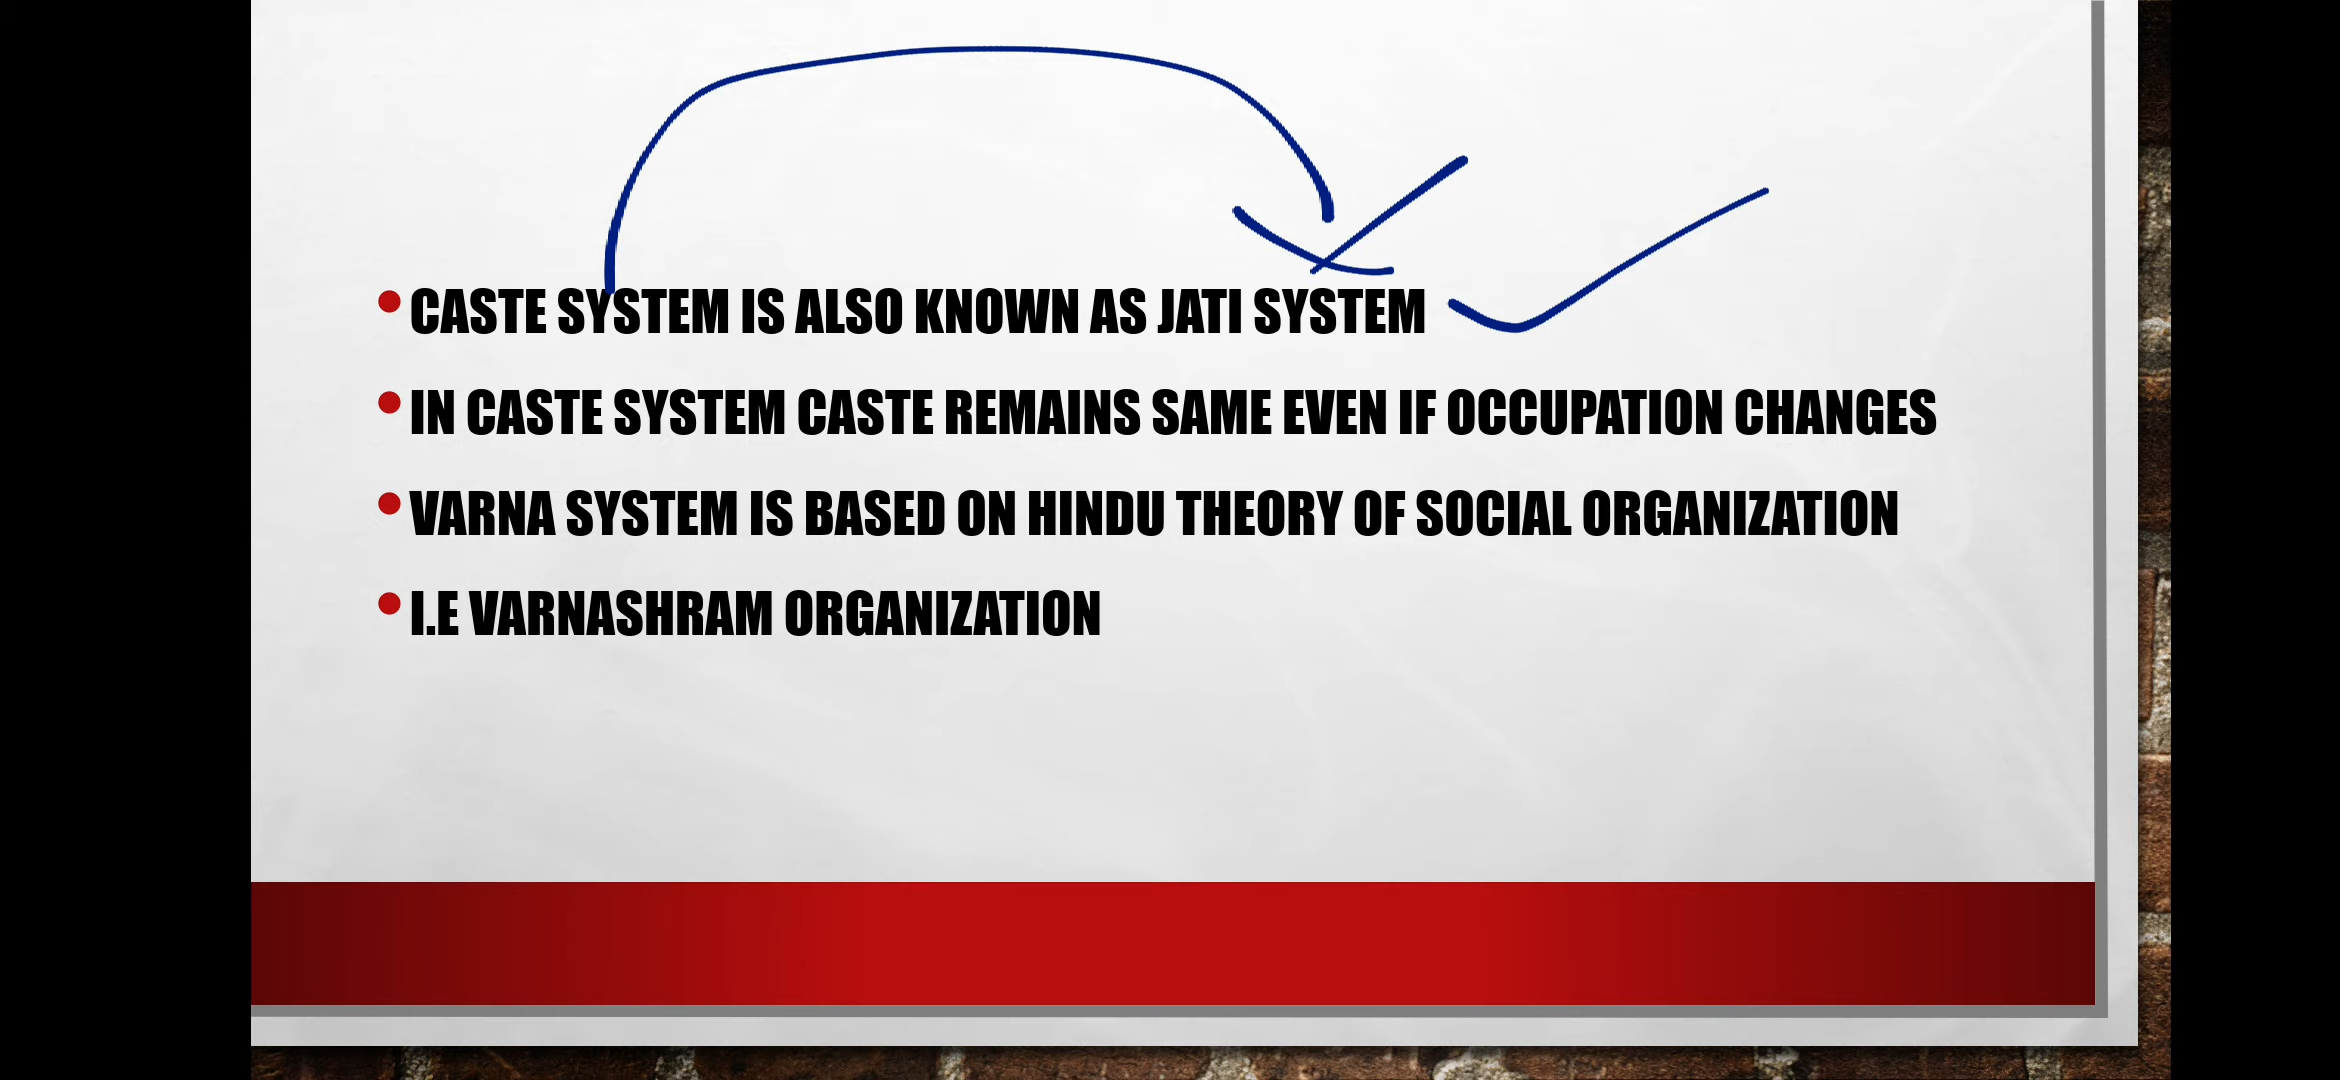 • CASTE SYSTEM IS ALSO KNOWN AS JATI SYSTEM
• IN CASTE SYSTEM CASTE REMAINS SAME EVEN IF OCCUPATION CHANGES
• VARNA SYSTEM IS BASED ON HINDU THEORY OF SOCIAL ORGANIZATION
• I.E VARNASHRAM ORGANIZATION